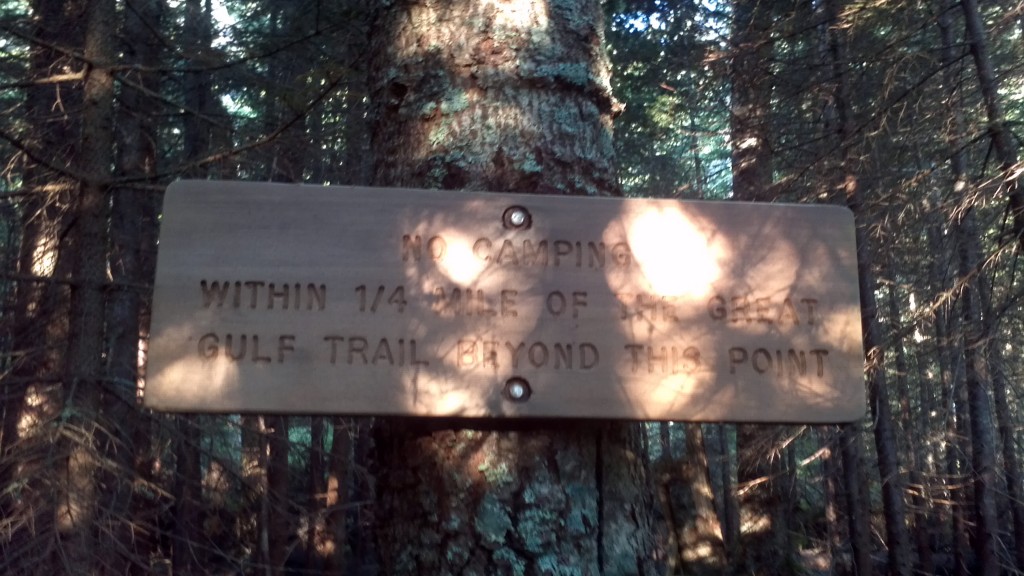 NO CAMPING
WITHIN 1/4 MILE OF THE GREAT
GULF TRAIL BEYOND THIS POINT